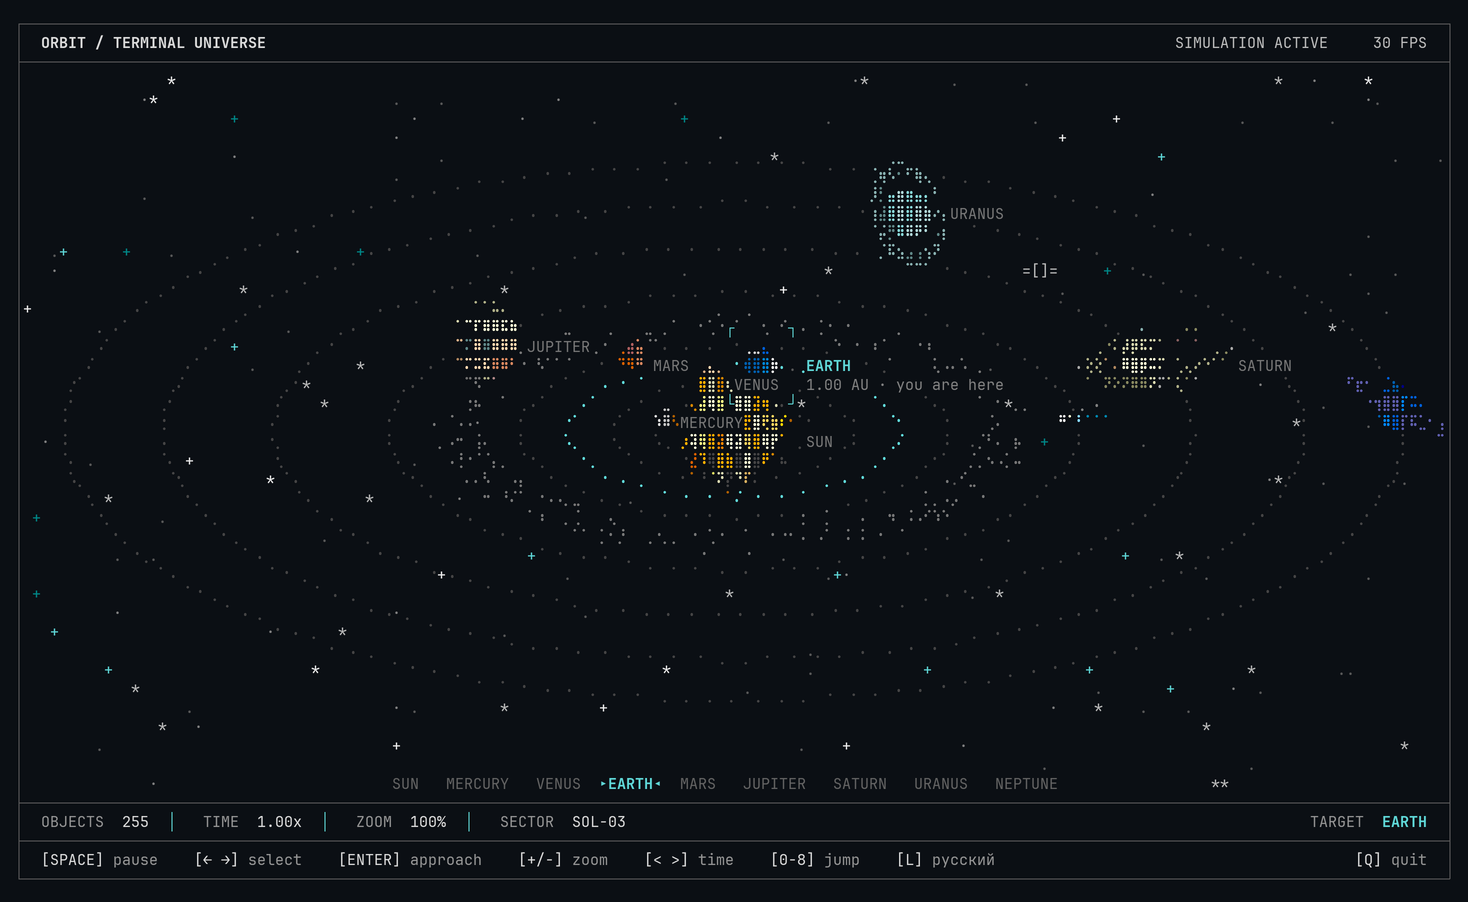 ORBIT / TERMINAL UNIVERSE SIMULATION ACTIVE 30 FPS
URANUS
=[]=
JUPITER
MARS EARTH SATURN
VENUS 1.00 AU · you are here
MERCURY
SUN
SUN MERCURY VENUS ▸EARTH◂ MARS JUPITER SATURN URANUS NEPTUNE
OBJECTS 255 │ TIME 1.00x │ ZOOM 100% │ SECTOR SOL-03 TARGET EARTH
[SPACE] pause [← →] select [ENTER] approach [+/-] zoom [< >] time [0-8] jump [L] русский [Q] quit